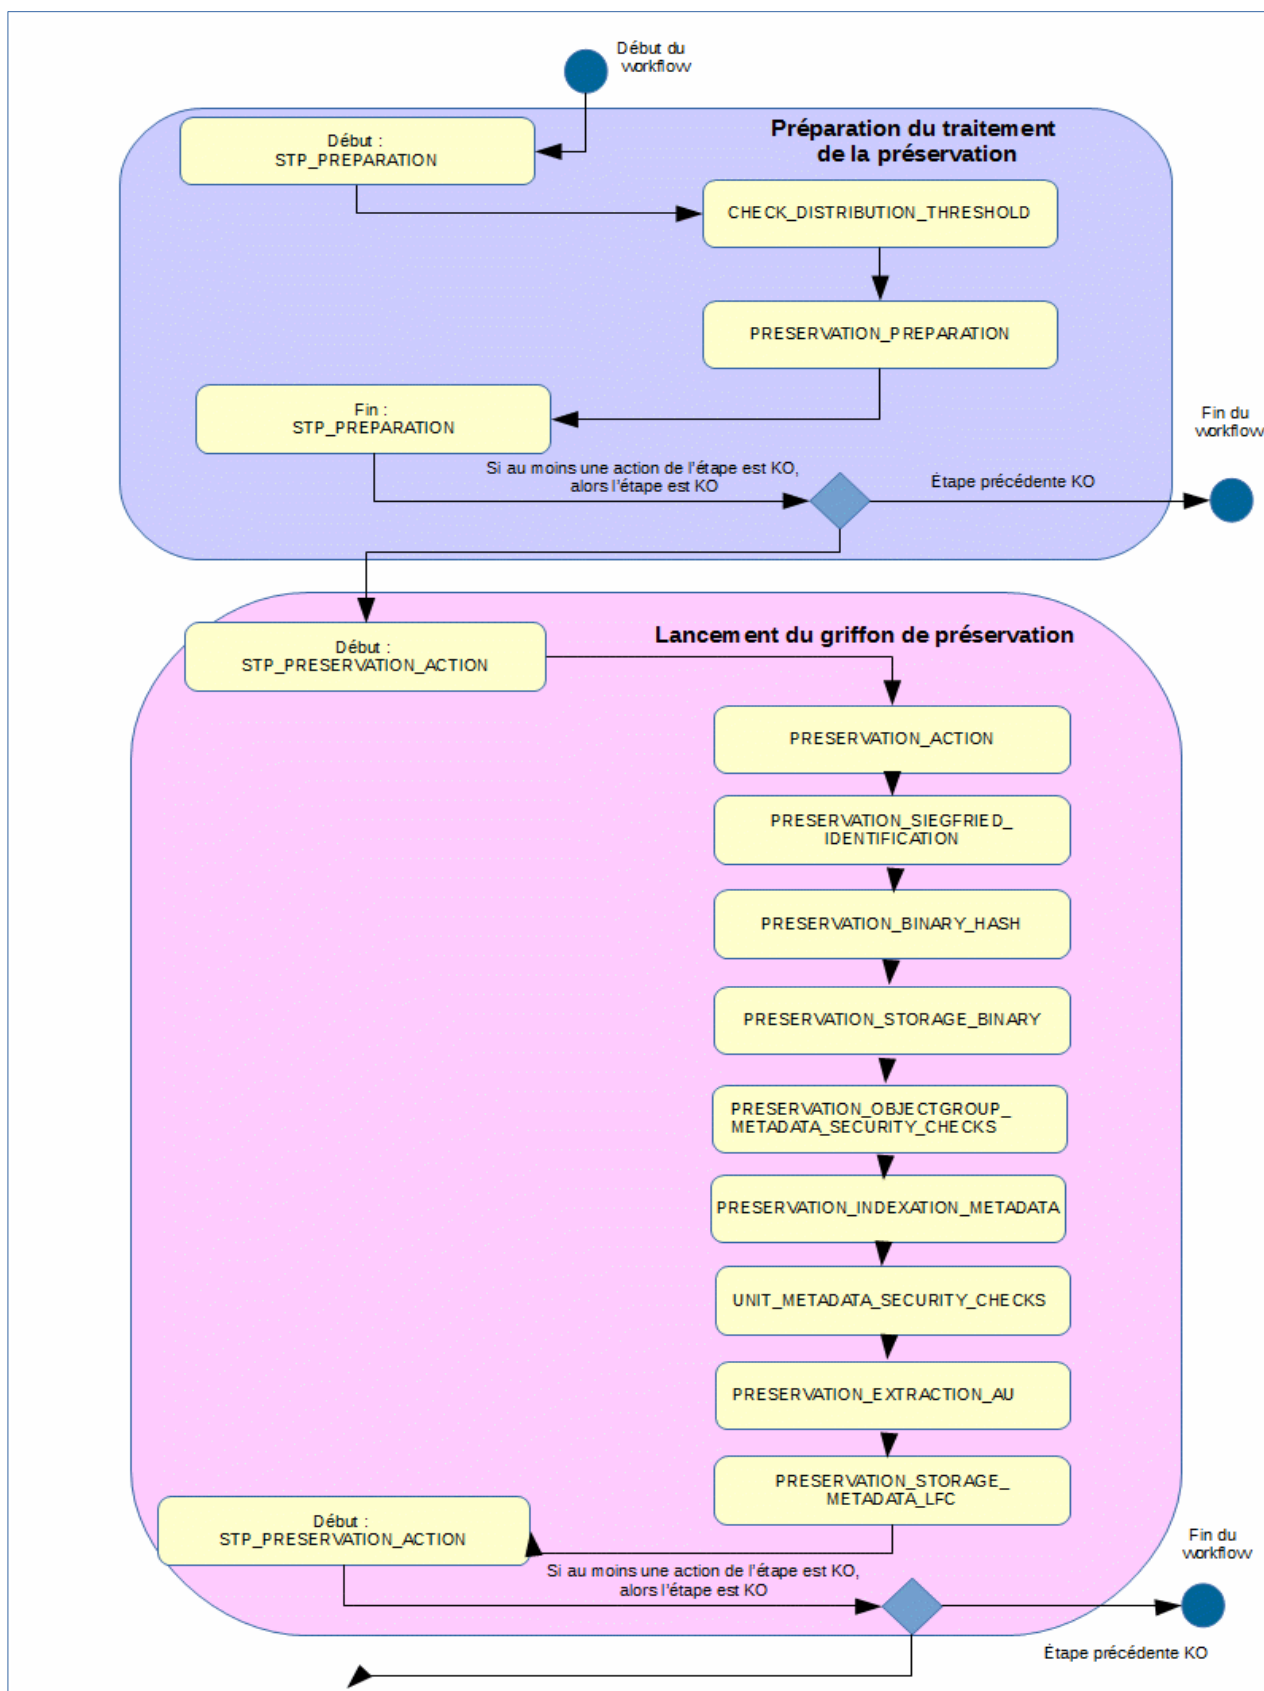 Début du
workflow
Préparation du traitement
de la préservation
Début :
STP_PREPARATION
CHECK_DISTRIBUTION_THRESHOLD
PRESERVATION_PREPARATION
Fin :
STP_PREPARATION
Fin du
workflow
Si au moins une action de l'étape est KO,
alors l'étape est KO
Étape précédente KO
Lancement du griffon de préservation
Début :
STP_PRESERVATION_ACTION
PRESERVATION_ACTION
PRESERVATION_SIEGFRIED_
IDENTIFICATION
PRESERVATION_BINARY_HASH
PRESERVATION_STORAGE_BINARY
PRESERVATION_OBJECTGROUP_
METADATA_SECURITY_CHECKS
PRESERVATION_INDEXATION_METADATA
UNIT_METADATA_SECURITY_CHECKS
PRESERVATION_EXTRACTION_AU
PRESERVATION_STORAGE_
METADATA_LFC
Début :
STP_PRESERVATION_ACTION
Fin du
workflow
Si au moins une action de l'étape est KO,
alors l'étape est KO
Étape précédente KO